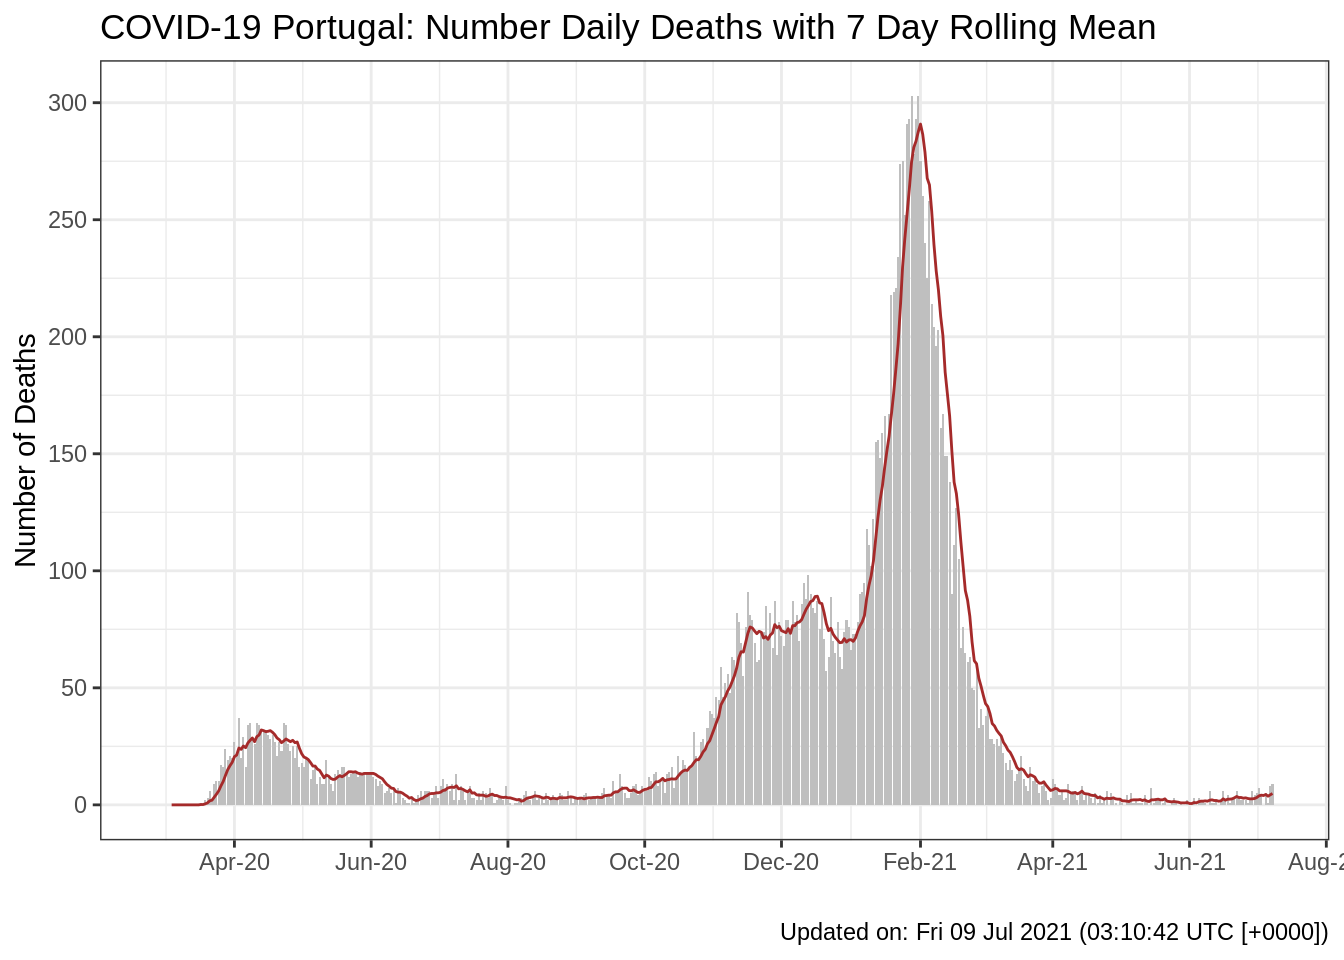 COVID-19 Portugal: Number Daily Deaths with 7 Day Rolling Mean
Number of Deaths
300
250
200
150
100
50
0
Apr-20 Jun-20 Aug-20 Oct-20 Dec-20 Feb-21 Apr-21 Jun-21 Aug-2
Updated on: Fri 09 Jul 2021 (03:10:42 UTC [+0000])